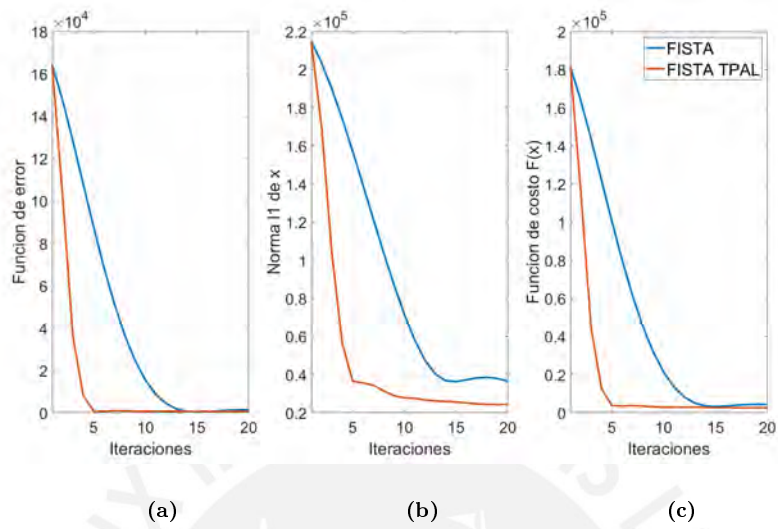 ×10^4
18
16
14
12
10
8
6
4
2
0
Funcion de error
5 10 15 20
Iteraciones
(a)
×10^5
2.2
2
1.8
1.6
1.4
1.2
1
0.8
0.6
0.4
0.2
Norma l1 de x
5 10 15 20
Iteraciones
(b)
×10^5
2
1.8
1.6
1.4
1.2
1
0.8
0.6
0.4
0.2
0
Funcion de costo F(x)
FISTA
FISTA TPAL
5 10 15 20
Iteraciones
(c)